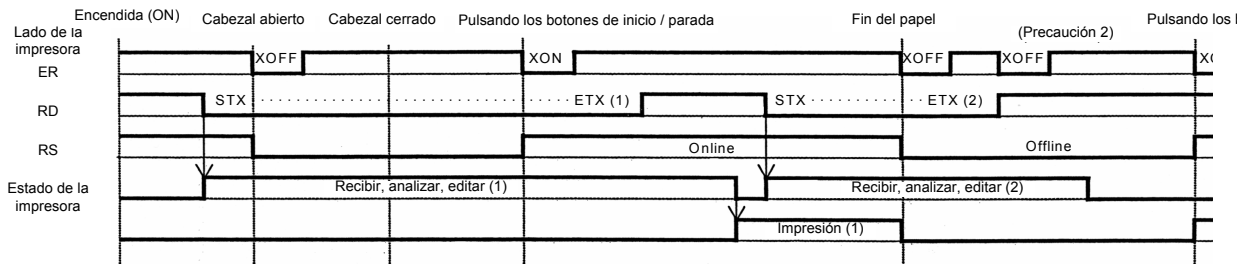 Encendida (ON) Cabezal abierto Cabezal cerrado Pulsando los botones de inicio / parada Fin del papel Pulsando los
(Precaución 2)
Lado de la
impresora
ER XOFF XON XOFF XOFF
RD STX ETX (1) STX ETX (2)
RS Online Offline
Estado de la
impresora
Recibir, analizar, editar (1) Recibir, analizar, editar (2)
Impresión (1)